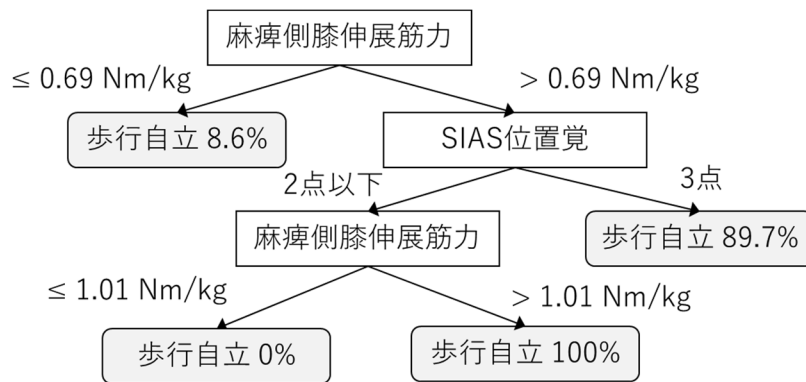 麻痺側膝伸展筋力
≤ 0.69 Nm/kg
> 0.69 Nm/kg
歩行自立 8.6%
SIAS位置覚
2点以下
3点
麻痺側膝伸展筋力
歩行自立 89.7%
≤ 1.01 Nm/kg
> 1.01 Nm/kg
歩行自立 0%
歩行自立 100%